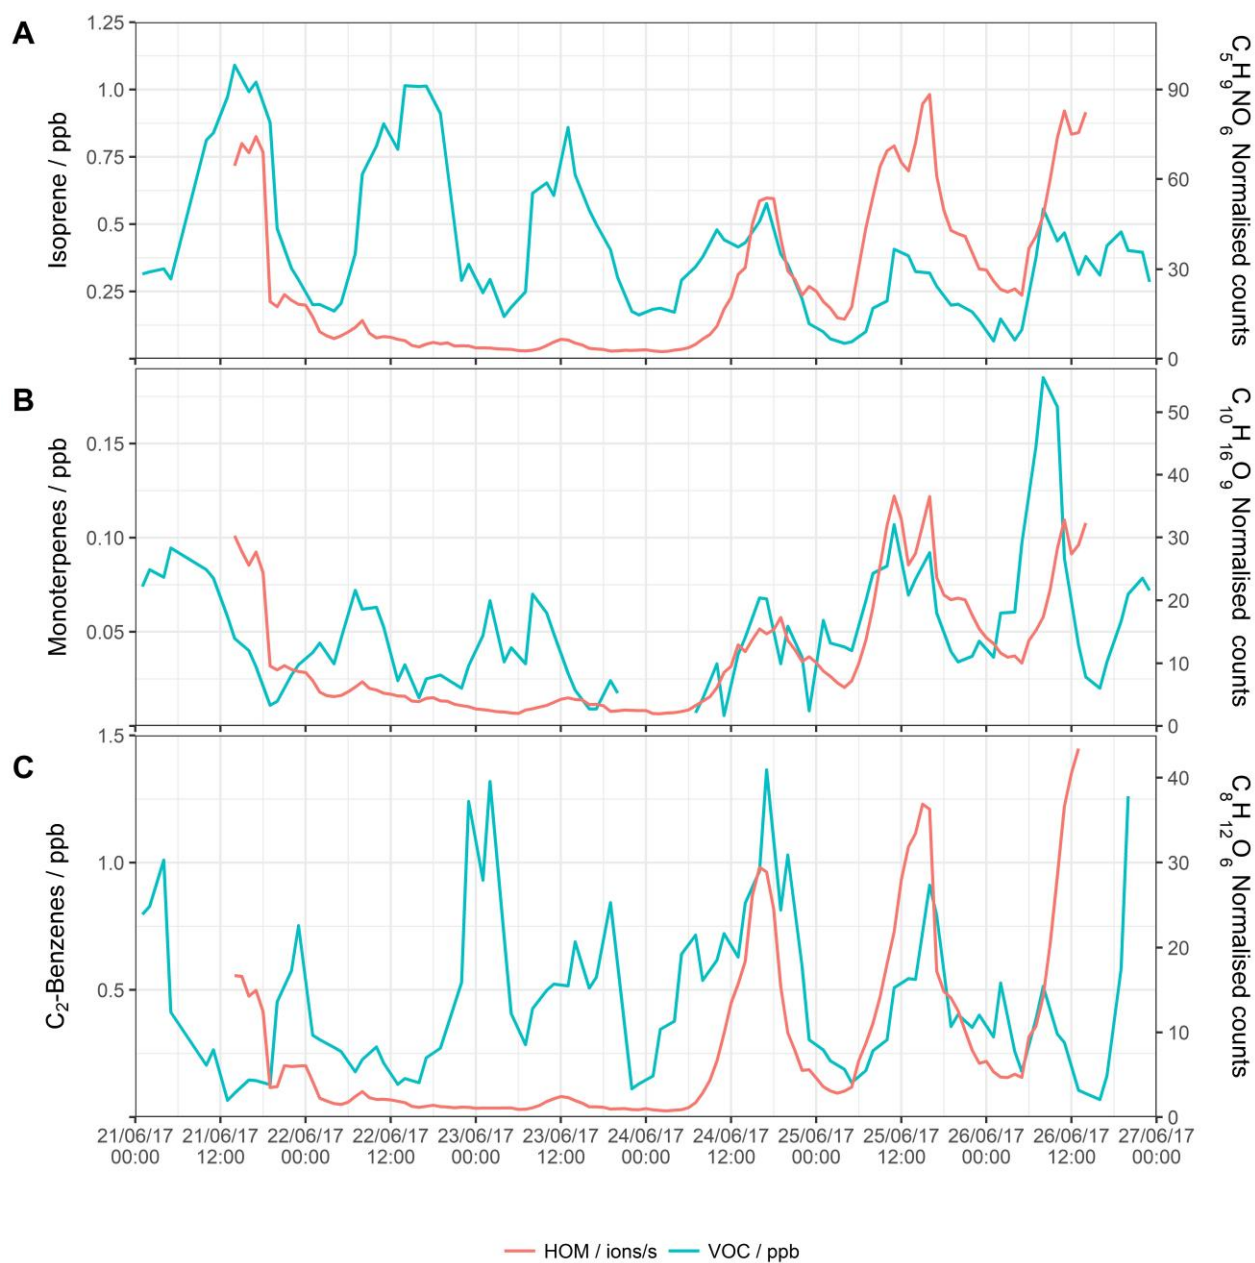 A
1.25
1.0
0.75
0.5
0.25
Isoprene / ppb
90
60
30
0
C5H9NO6 Normalised counts
B
0.15
0.10
0.05
Monoterpenes / ppb
50
40
30
20
10
0
C10H16O9 Normalised counts
C
1.5
1.0
0.5
C2-Benzenes / ppb
40
30
20
10
0
C8H12O6 Normalised counts
21/06/17 21/06/17 22/06/17 22/06/17 23/06/17 23/06/17 24/06/17 24/06/17 25/06/17 25/06/17 26/06/17 26/06/17 27/06/17
00:00 12:00 00:00 12:00 00:00 12:00 00:00 12:00 00:00 12:00 00:00 12:00 00:00
HOM / ions/s VOC / ppb